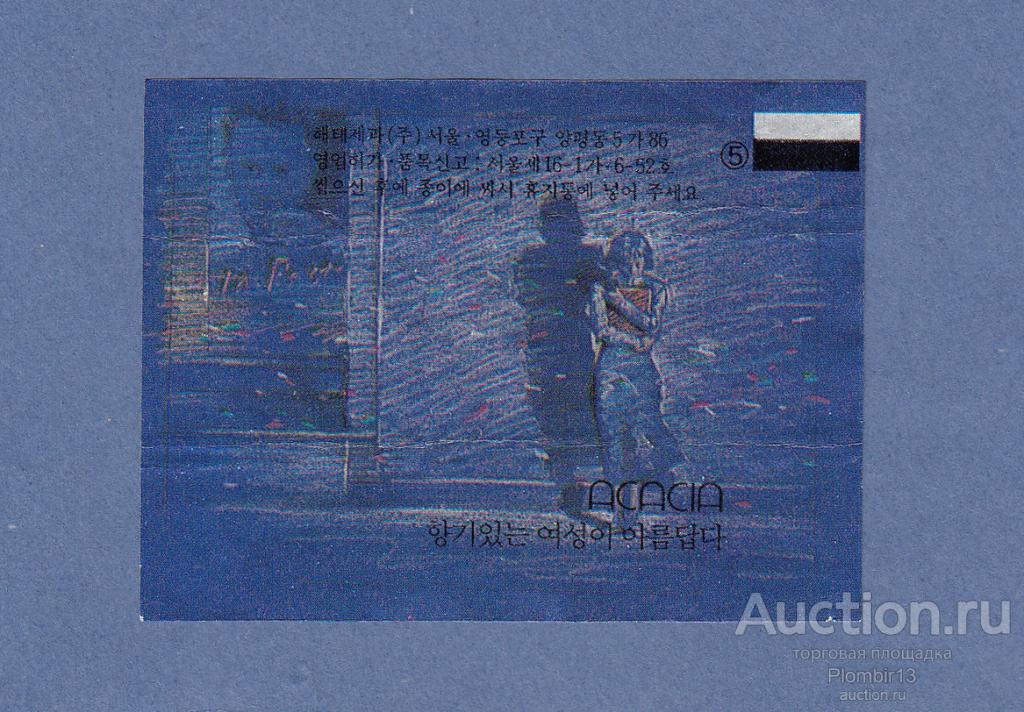 해태제과(주) 서울·영등포구 양평동5가86
영업허가·품목신고 : 서울제16-1가-6-52호
씹으신 후에 종이에 싸서 휴지통에 넣어 주세요.
⑤
ACACIA
향기있는 여성이 아름답다
Auction.ru
торговая площадка
Plombir13
auction.ru